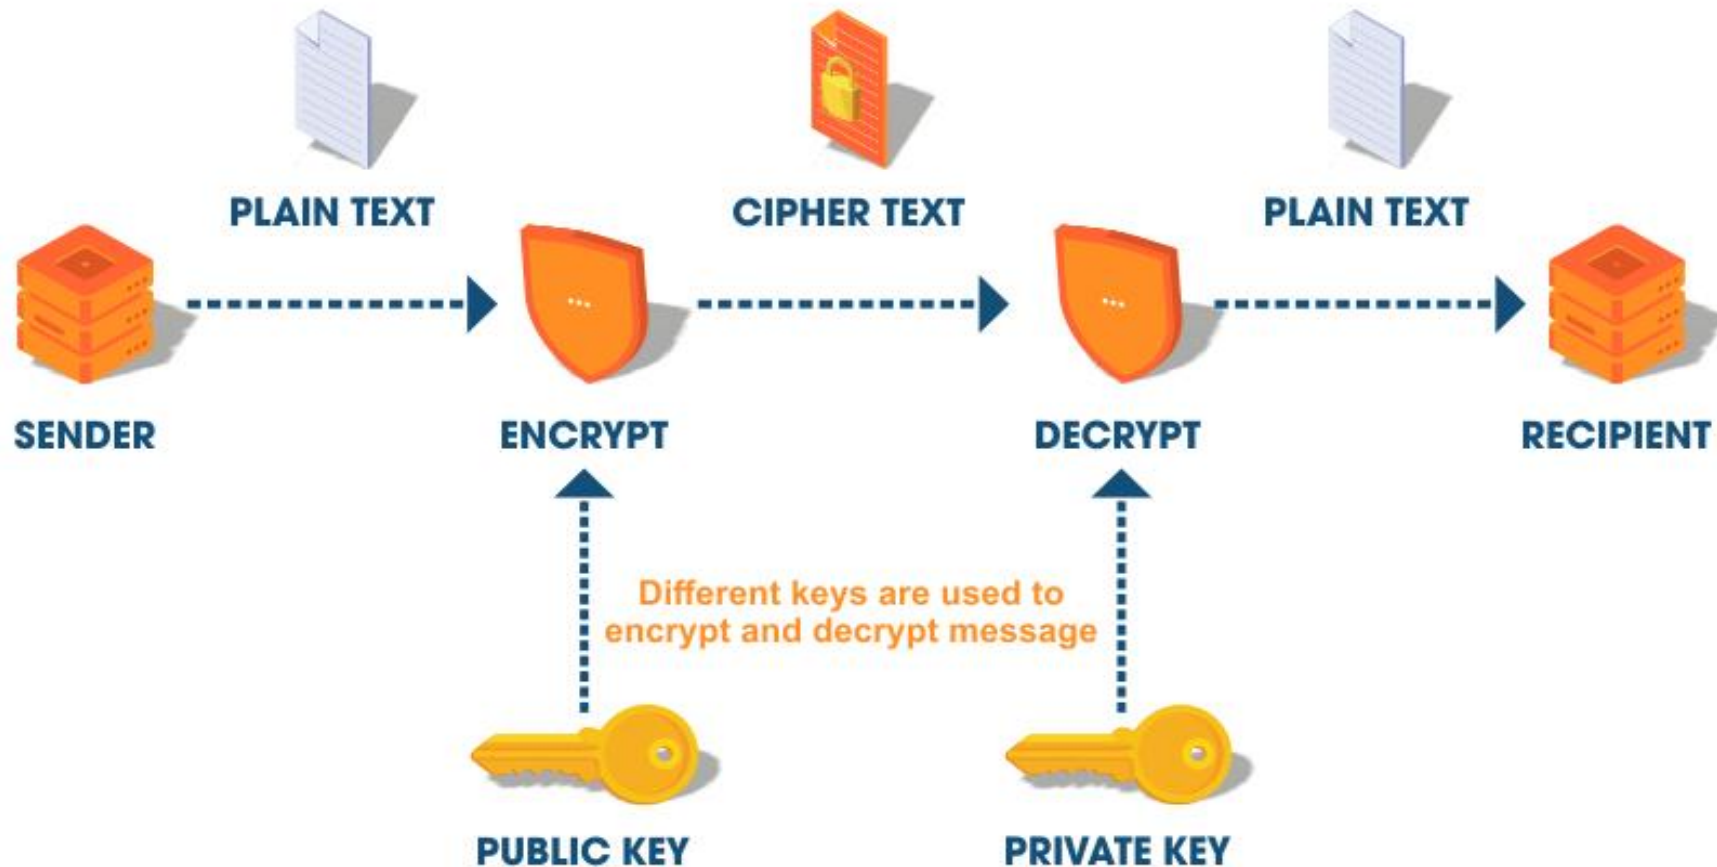 PLAIN TEXT
CIPHER TEXT
PLAIN TEXT
SENDER
ENCRYPT
DECRYPT
RECIPIENT
Different keys are used to
encrypt and decrypt message
PUBLIC KEY
PRIVATE KEY